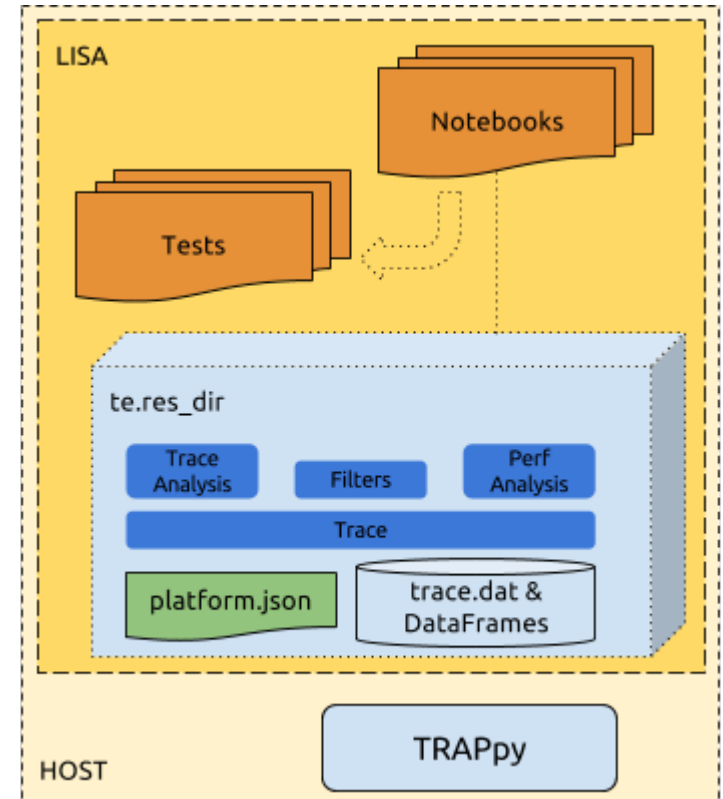 LISA
Notebooks
Tests
te.res_dir
Trace
Analysis
Filters
Perf
Analysis
Trace
platform.json
trace.dat &
DataFrames
TRAPpy
HOST